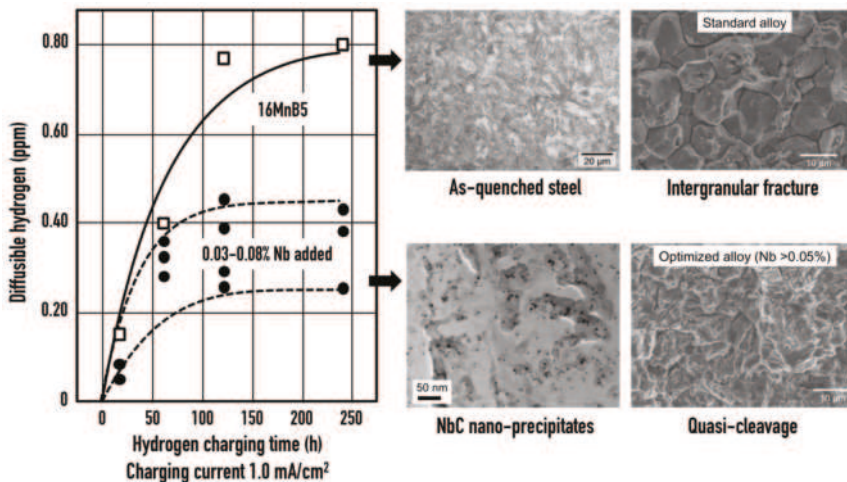 0.80
0.60
0.40
0.20
0
Diffusible hydrogen (ppm)
16MnB5
0.03–0.08% Nb added
0 50 100 150 200 250
Hydrogen charging time (h)
Charging current 1.0 mA/cm²
20 µm
As-quenched steel
Standard alloy
50 µm
Intergranular fracture
50 nm
NbC nano-precipitates
Optimized alloy (Nb >0.05%)
Quasi-cleavage